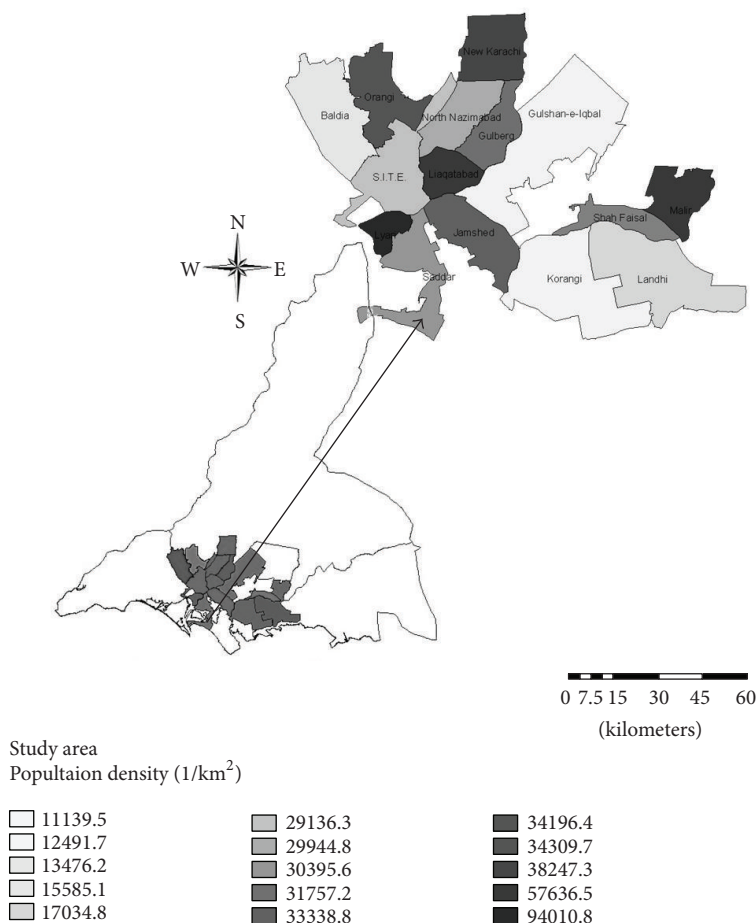 New Karachi
Orangi
Baldia
North Nazimabad
Gulshan-e-Iqbal
Gulberg
S.I.T.E.
Liaqatabad
Malir
Shah Faisal
Lyari
Jamshed
Saddar
Korangi
Landhi
N
W E
S
0 7.5 15 30 45 60
(kilometers)
Study area
Popultaion density (1/km²)
11139.5 29136.3 34196.4
12491.7 29944.8 34309.7
13476.2 30395.6 38247.3
15585.1 31757.2 57636.5
17034.8 33338.8 94010.8